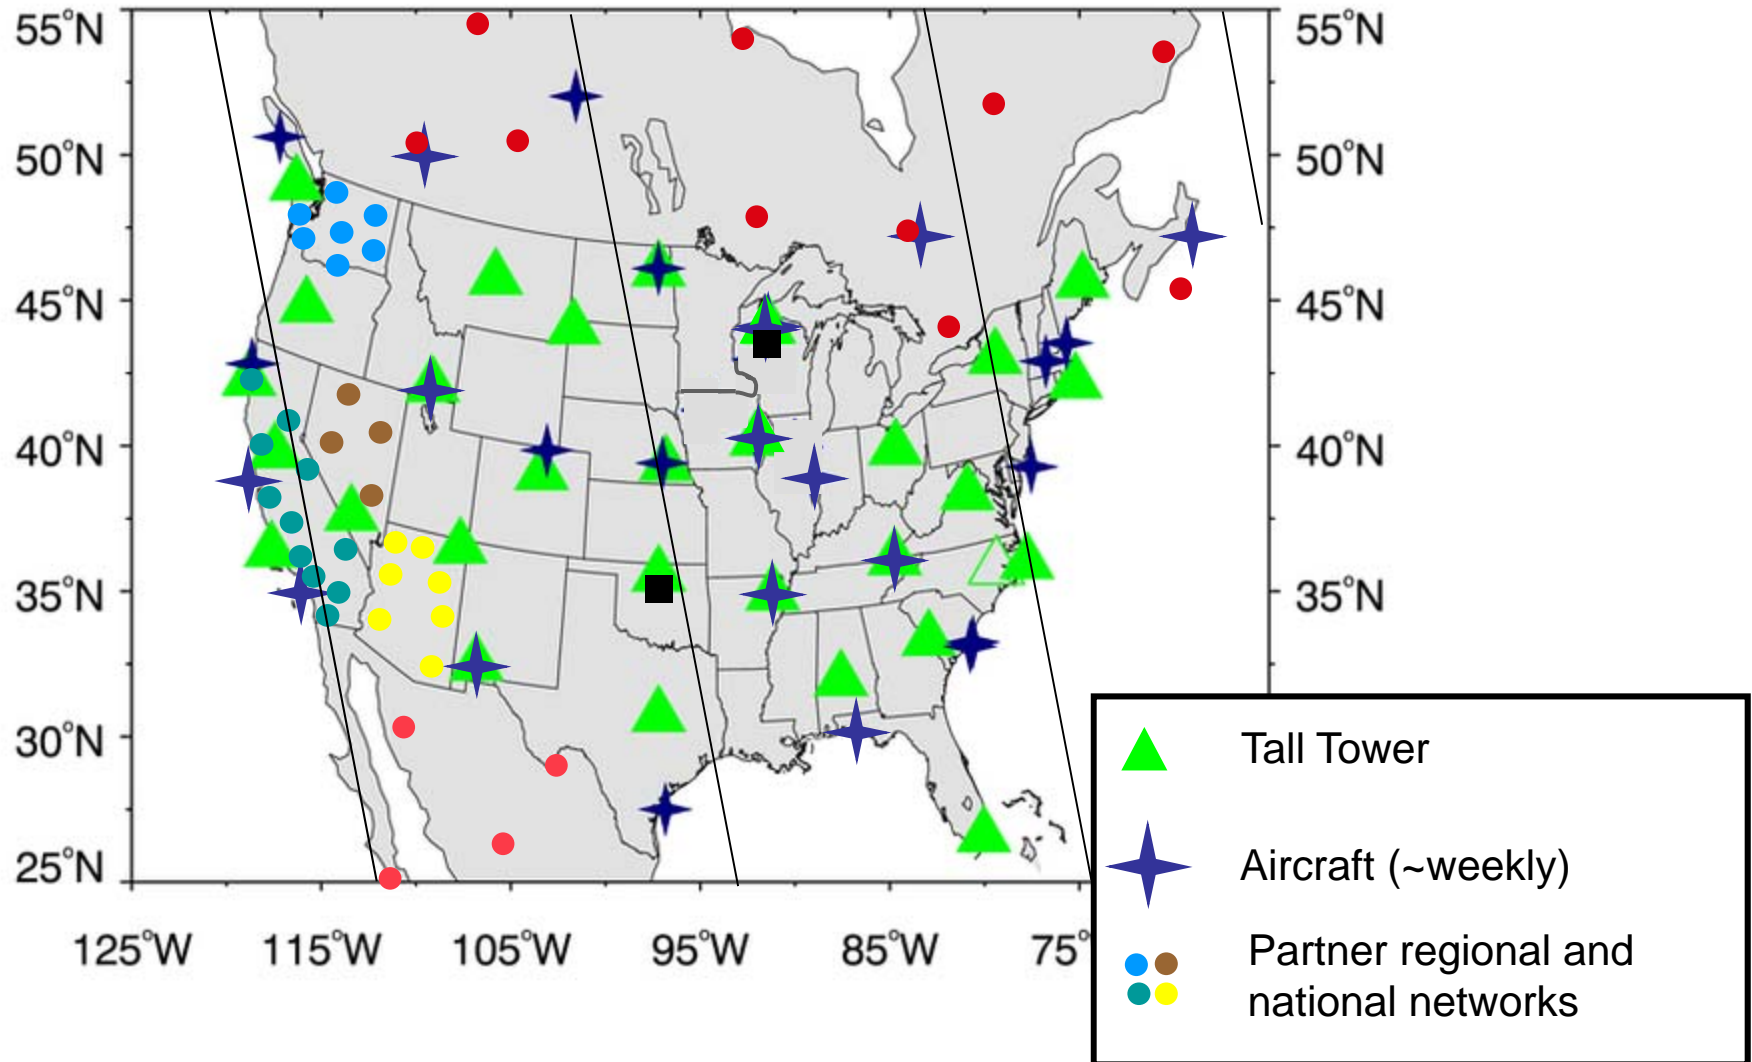 55°N
55°N
50°N
50°N
45°N
45°N
40°N
40°N
35°N
35°N
30°N
25°N
125°W
115°W
105°W
95°W
85°W
75°
Tall Tower
Aircraft (~weekly)
Partner regional and
national networks